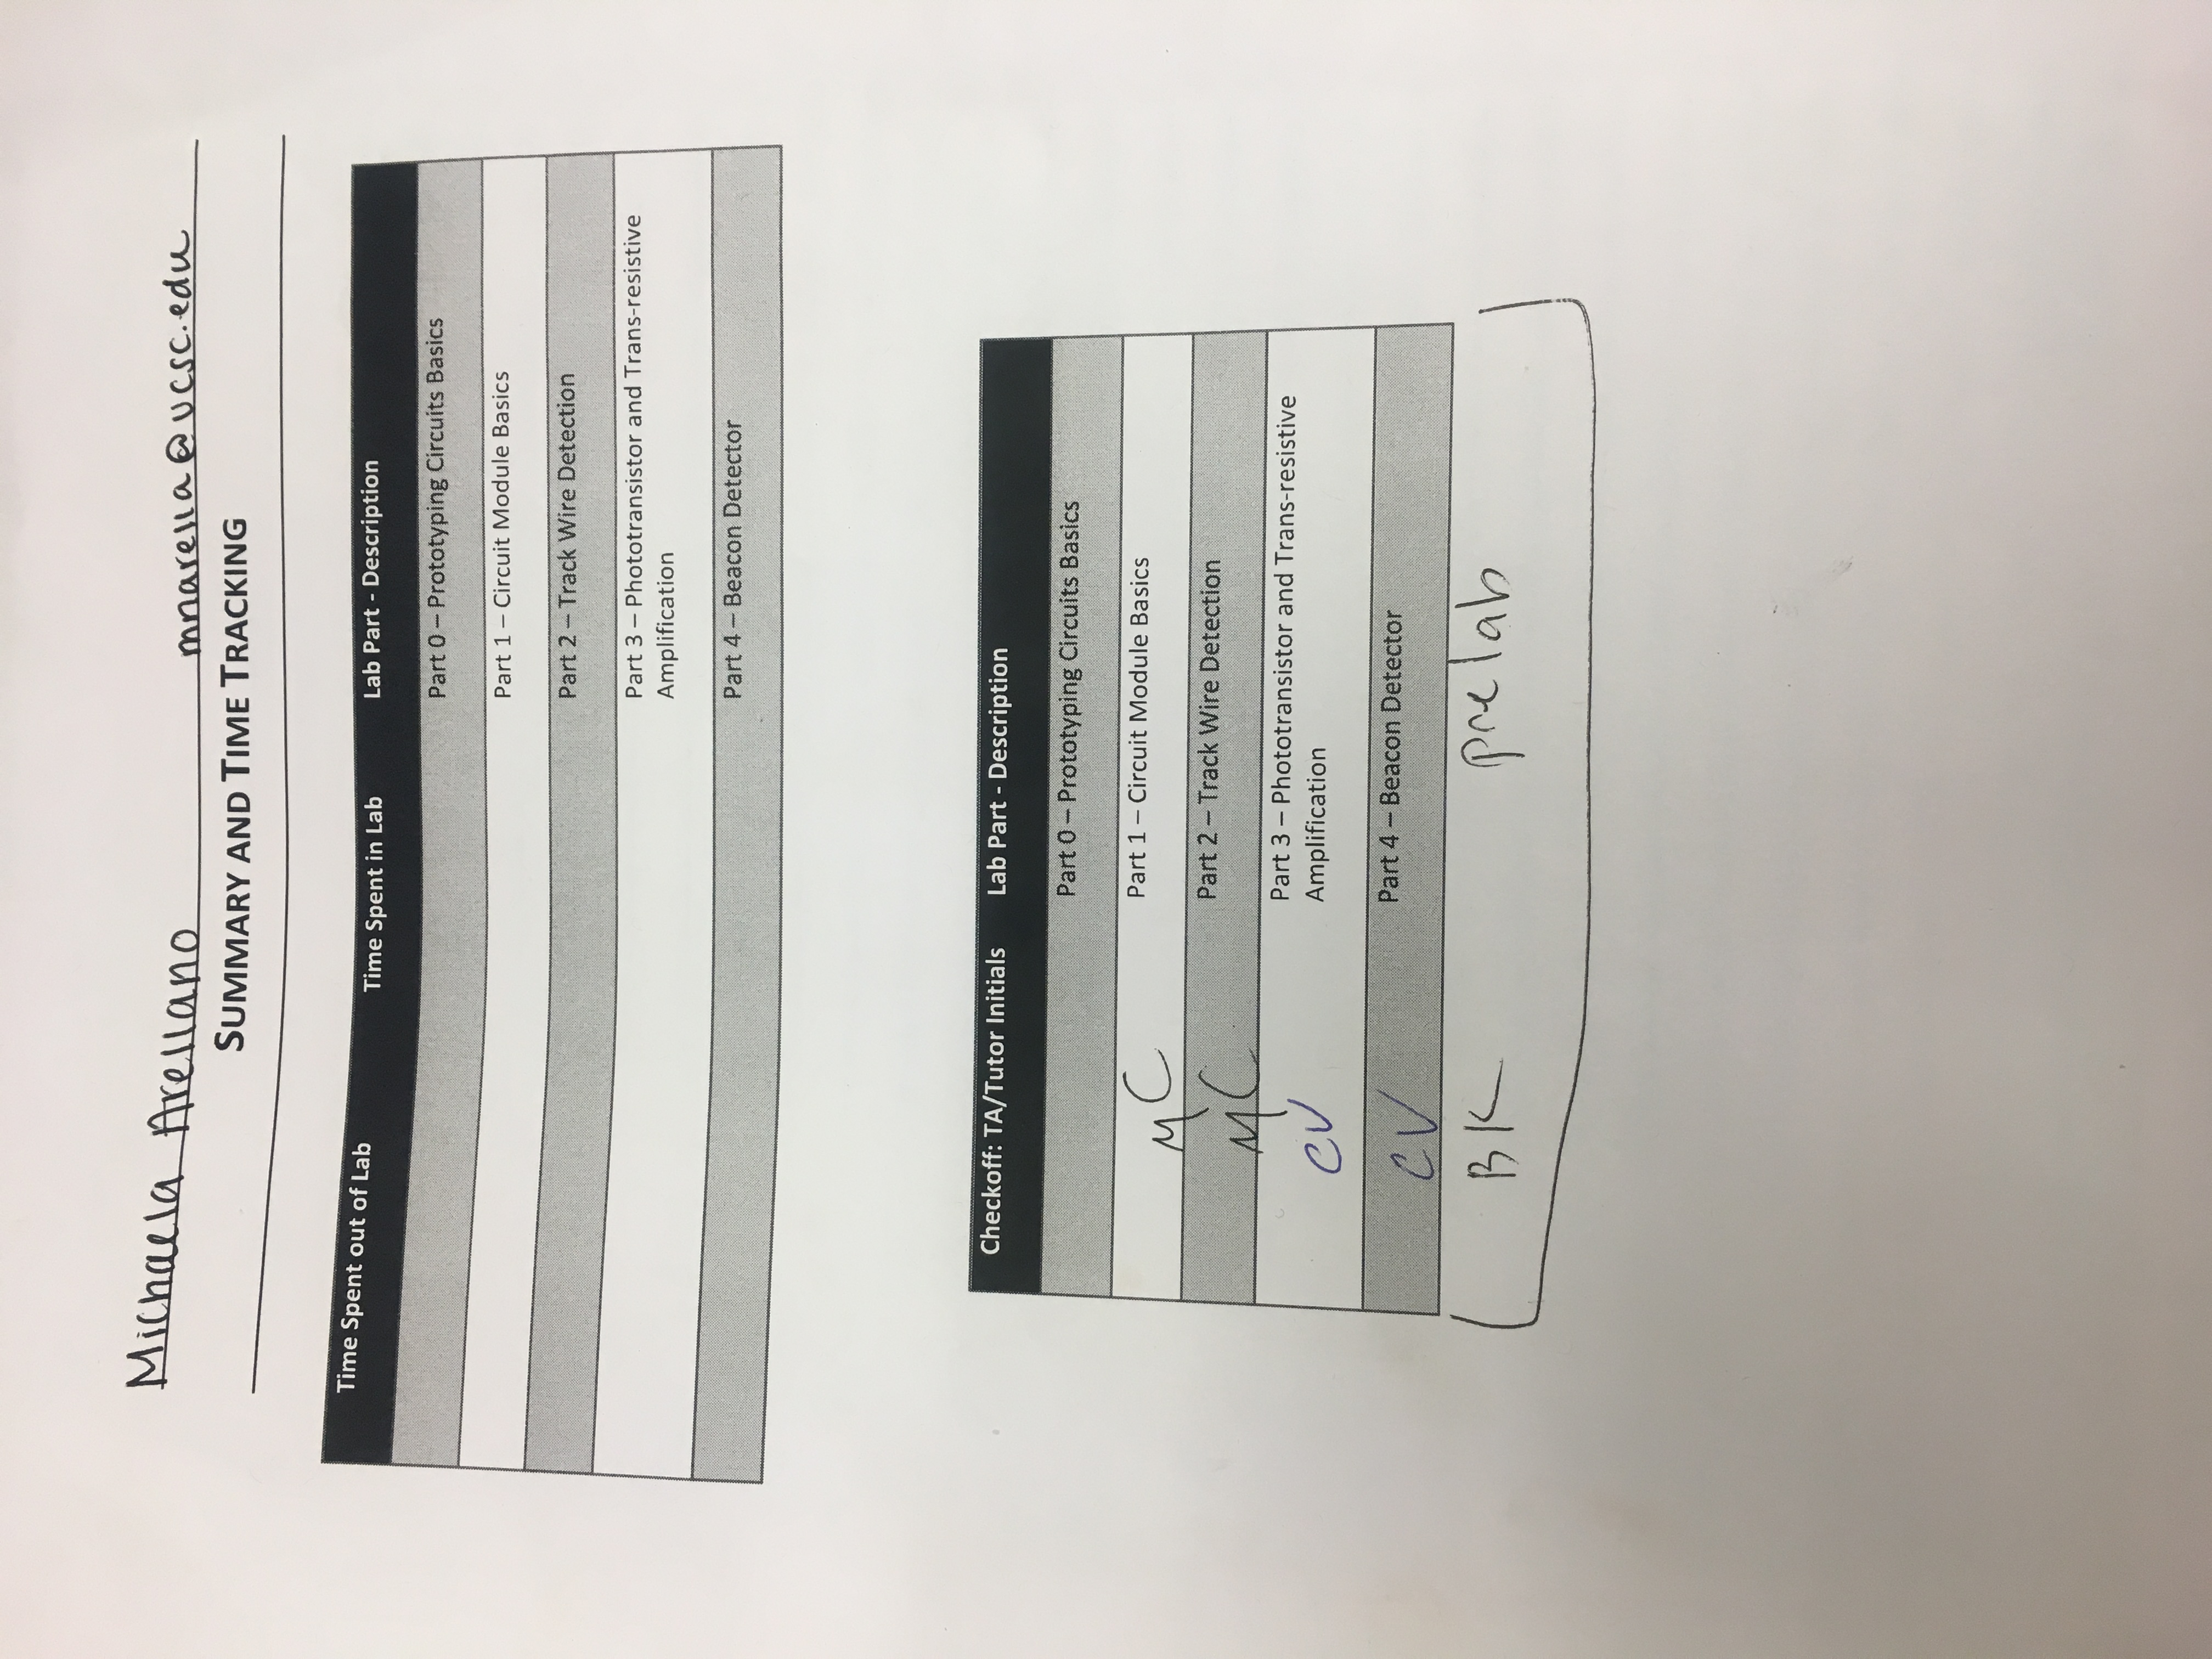 Michaela Arellano mnarella@ucsc.edu
SUMMARY AND TIME TRACKING
Time Spent out of Lab Time Spent in Lab Lab Part - Description
Part 0 – Prototyping Circuits Basics
Part 1 – Circuit Module Basics
Part 2 – Track Wire Detection
Part 3 – Phototransistor and Trans-resistive
Amplification
Part 4 – Beacon Detector
Checkoff: TA/Tutor Initials Lab Part - Description
Part 0 – Prototyping Circuits Basics
MC Part 1 – Circuit Module Basics
MC Part 2 – Track Wire Detection
CV Part 3 – Phototransistor and Trans-resistive
Amplification
CV Part 4 – Beacon Detector
BK prelab